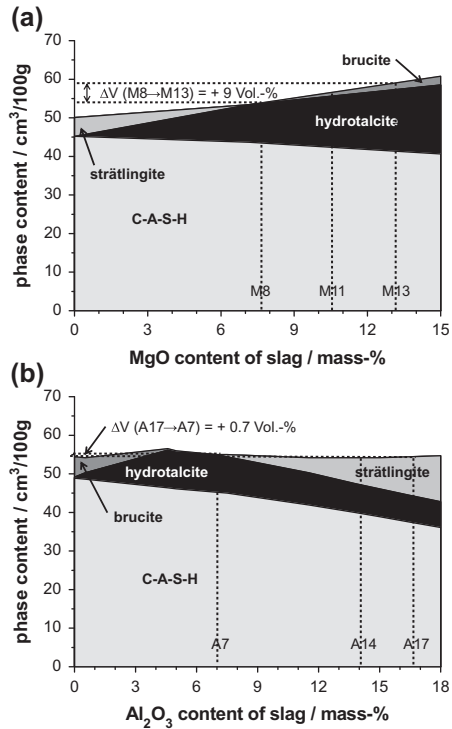 (a)
70
60
50
40
30
20
10
0
phase content / cm³/100g
brucite
ΔV (M8→M13) = + 9 Vol.-%
hydrotalcite
strätlingite
C-A-S-H
M8 M11 M13
0 3 6 9 12 15
MgO content of slag / mass-%
(b)
70
60
50
40
30
20
10
0
phase content / cm³/100g
ΔV (A17→A7) = + 0.7 Vol.-%
hydrotalcite strätlingite
brucite
C-A-S-H
A7 A14 A17
0 3 6 9 12 15 18
Al₂O₃ content of slag / mass-%